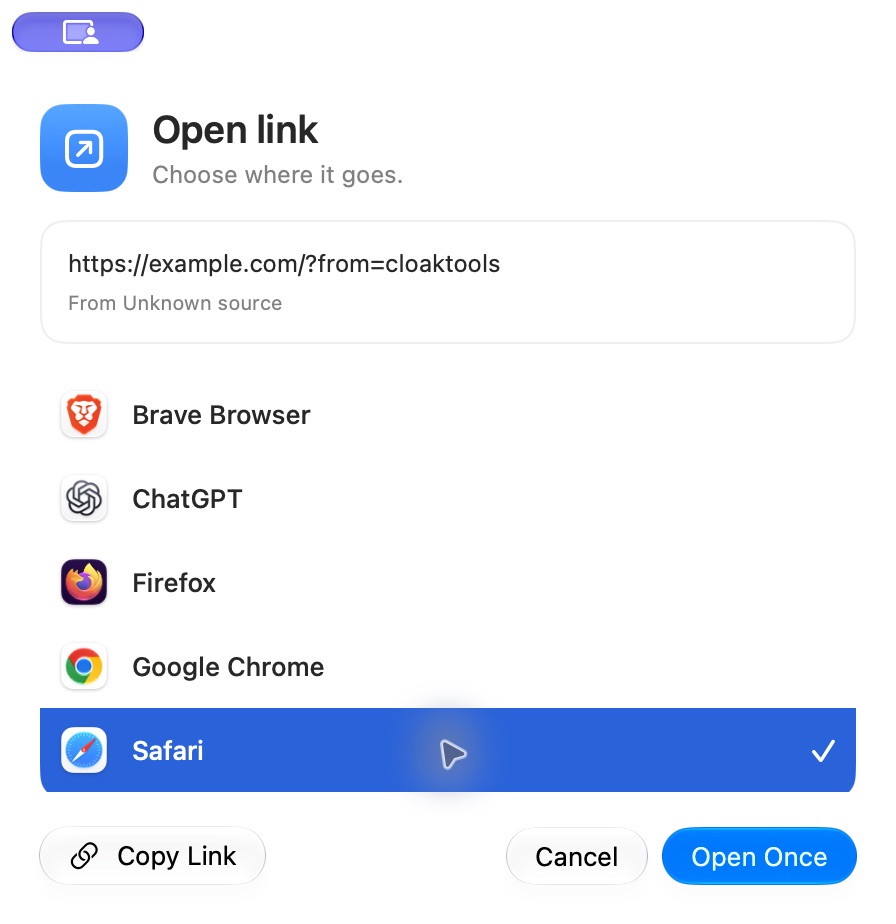 Open link
Choose where it goes.
https://example.com/?from=cloaktools
From Unknown source
Brave Browser
ChatGPT
Firefox
Google Chrome
Safari
Copy Link
Cancel
Open Once